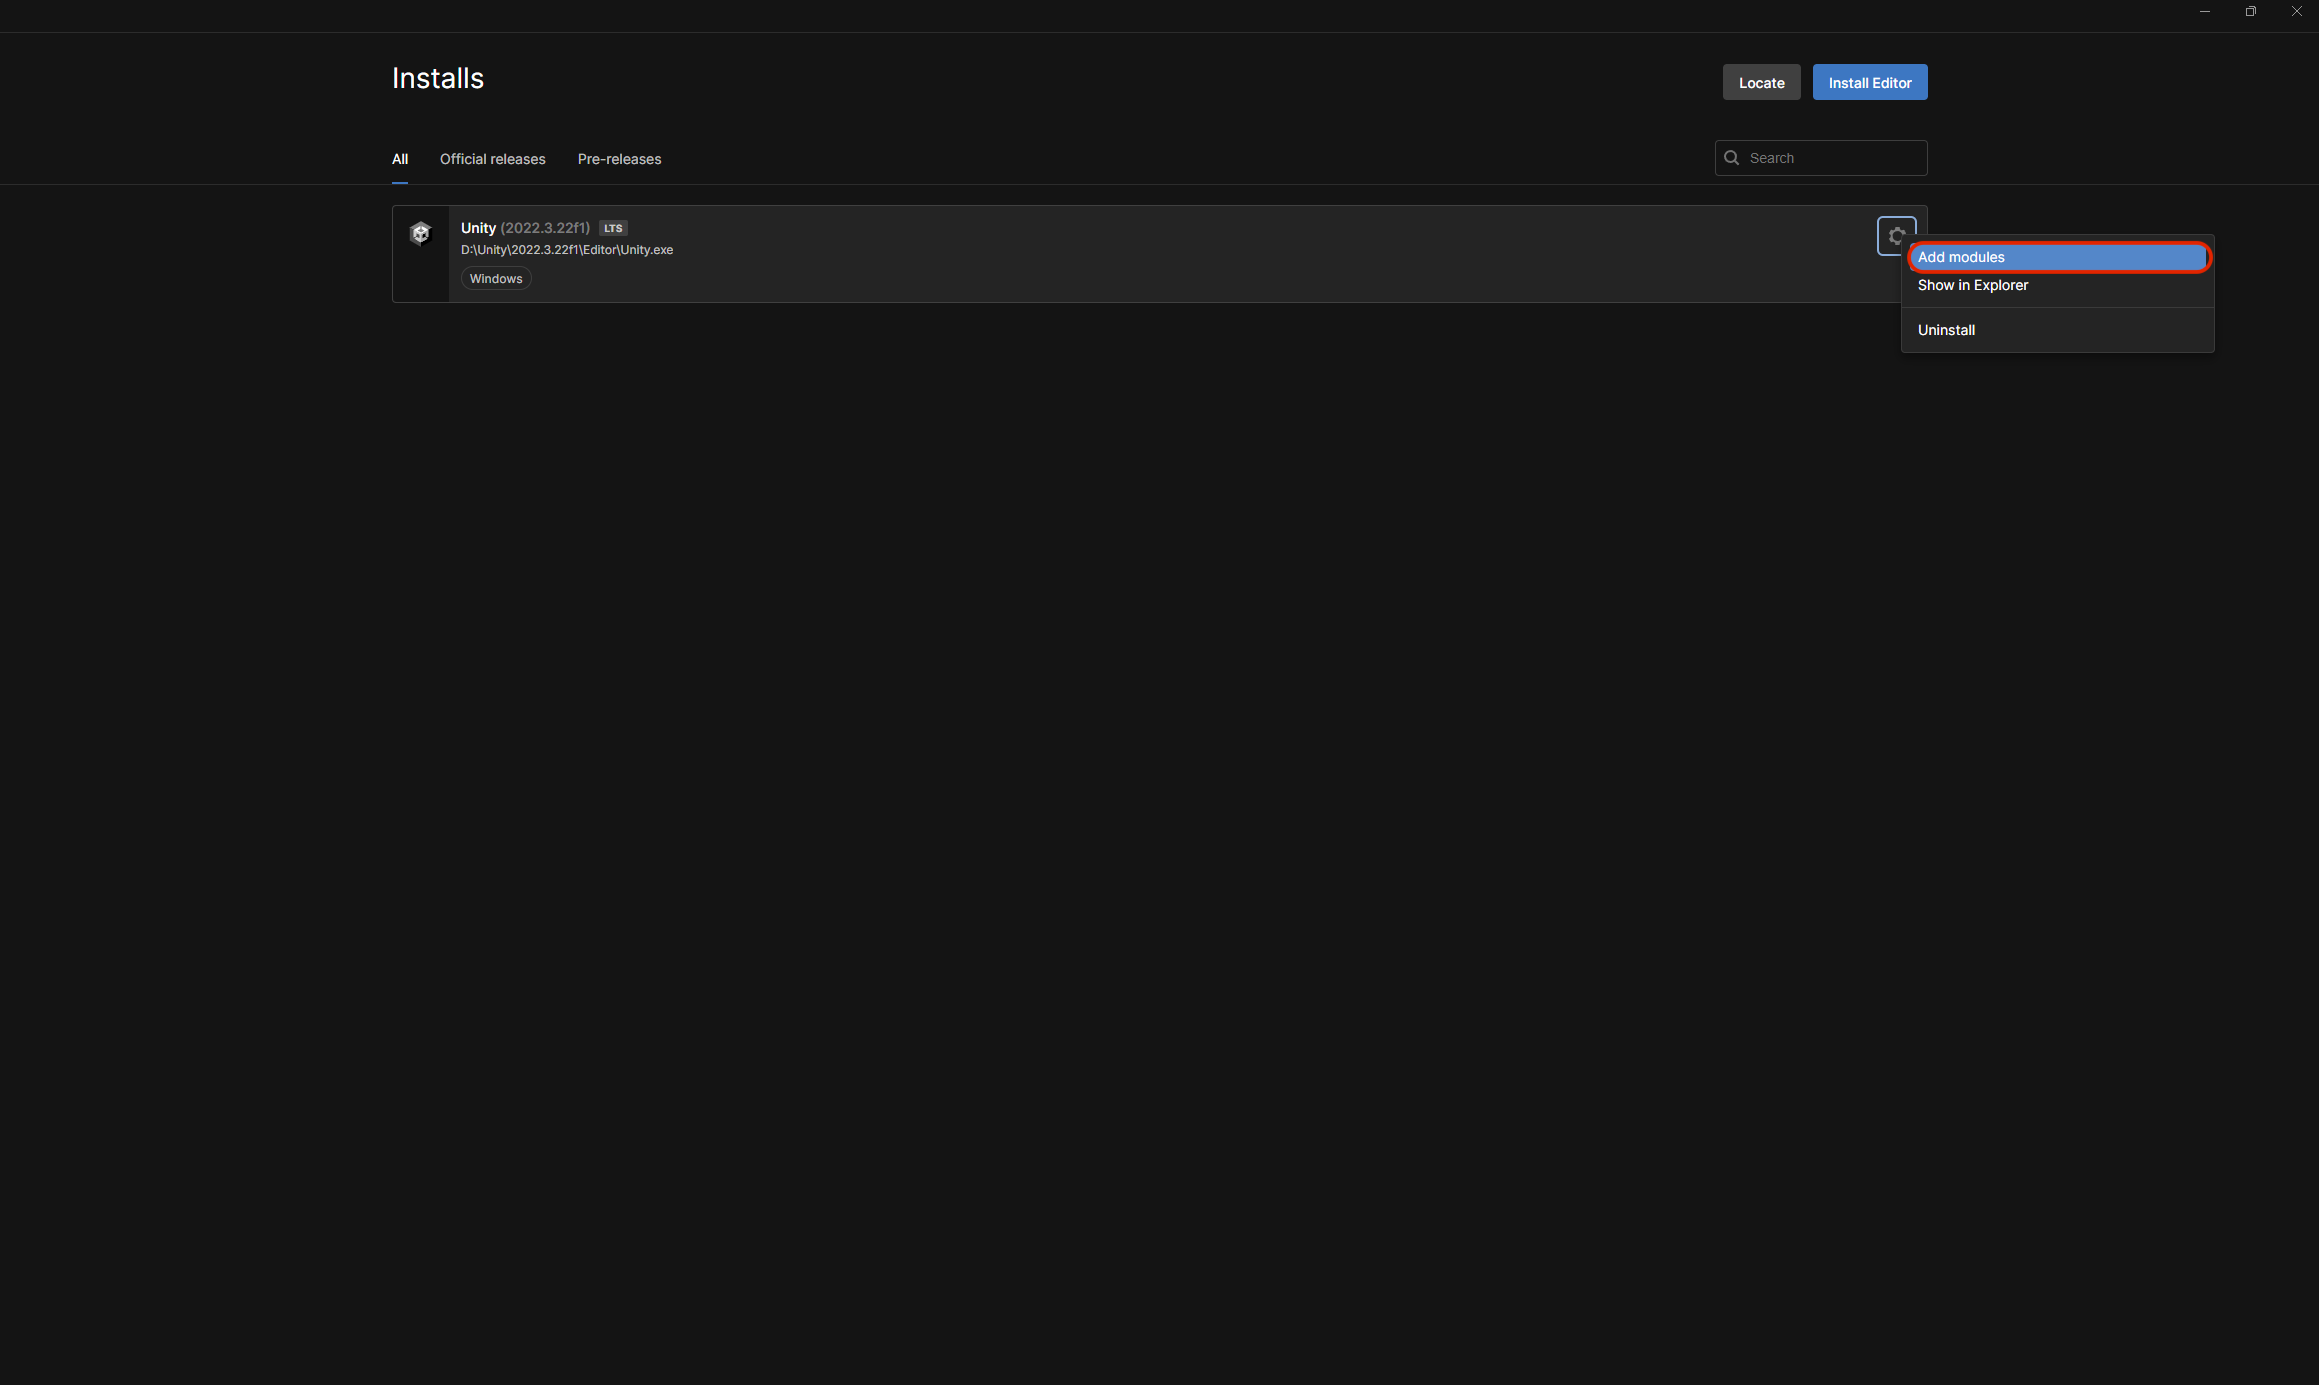 Installs
Locate
Install Editor
All
Official releases
Pre-releases
Search
Unity (2022.3.22f1) LTS
D:\Unity\2022.3.22f1\Editor\Unity.exe
Windows
Add modules
Show in Explorer
Uninstall